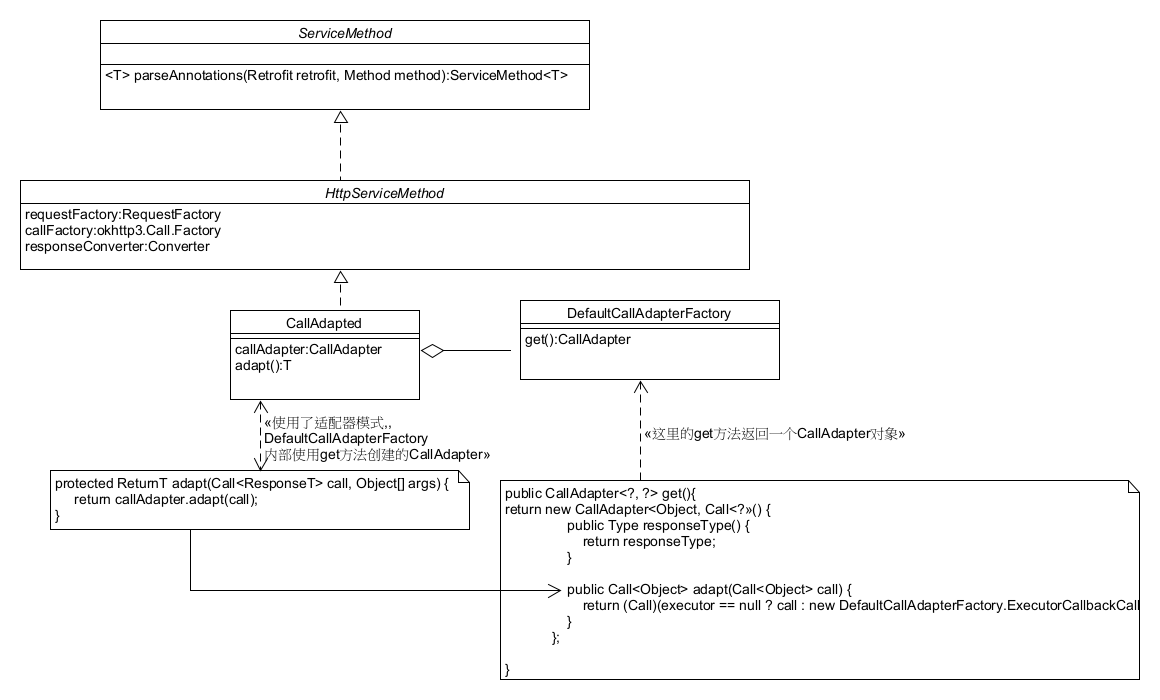 ServiceMethod
<T> parseAnnotations(Retrofit retrofit, Method method):ServiceMethod<T>
HttpServiceMethod
requestFactory:RequestFactory
callFactory:okhttp3.Call.Factory
responseConverter:Converter
CallAdapted
callAdapter:CallAdapter
adapt():T
DefaultCallAdapterFactory
get():CallAdapter
«使用了适配器模式,,
DefaultCallAdapterFactory
内部使用get方法创建的CallAdapter»
«这里的get方法返回一个CallAdapter对象»
protected ReturnT adapt(Call<ResponseT> call, Object[] args) {
return callAdapter.adapt(call);
}
public CallAdapter<?, ?> get(){
return new CallAdapter<Object, Call<?»() {
public Type responseType() {
return responseType;
}
public Call<Object> adapt(Call<Object> call) {
return (Call)(executor == null ? call : new DefaultCallAdapterFactory.ExecutorCallbackCall
}
};
}